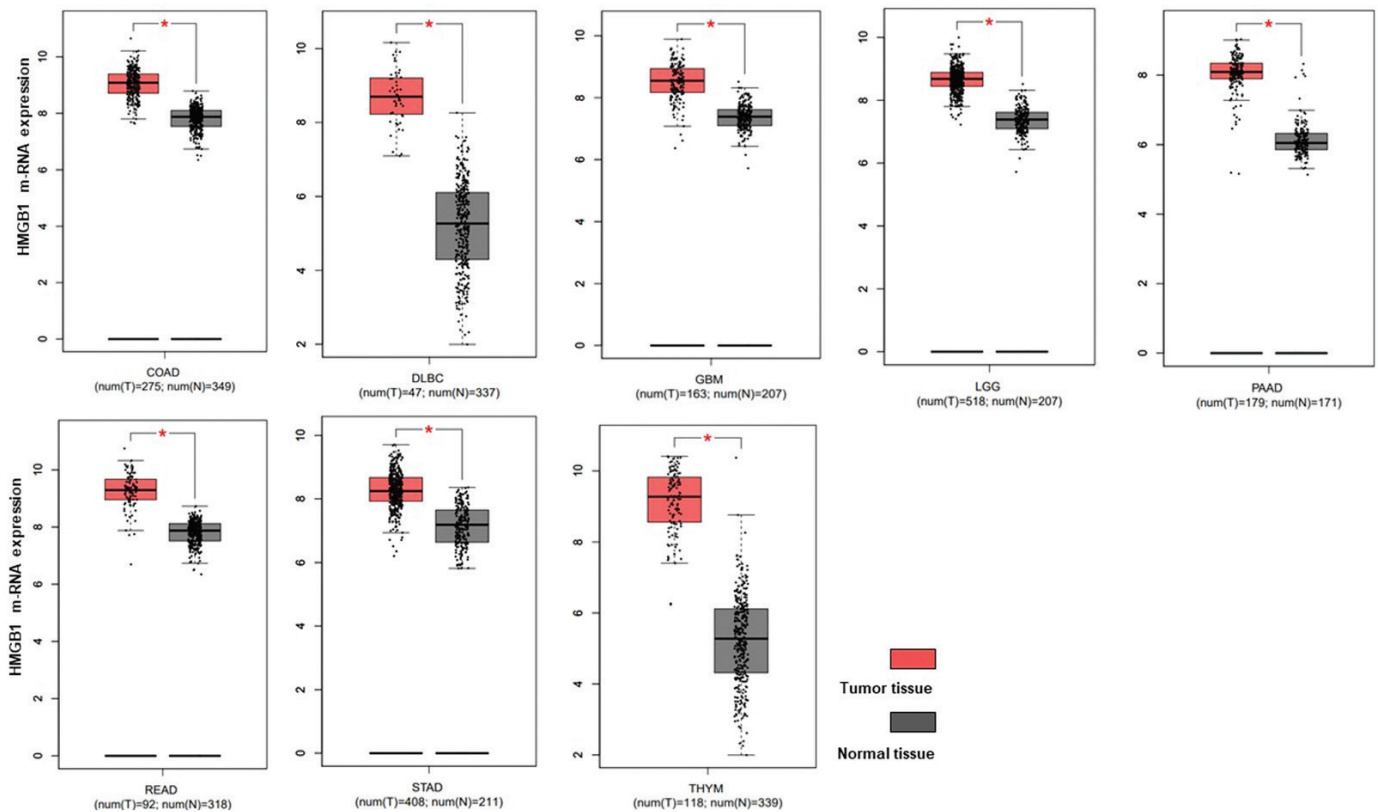 HMGB1 m-RNA expression
10
8
6
4
2
0
*
COAD
(num(T)=275; num(N)=349)
10
8
6
4
2
*
DLBC
(num(T)=47; num(N)=337)
10
8
6
4
2
0
*
GBM
(num(T)=163; num(N)=207)
10
8
6
4
2
0
*
LGG
(num(T)=518; num(N)=207)
8
6
4
2
0
*
PAAD
(num(T)=179; num(N)=171)
HMGB1 m-RNA expression
10
8
6
4
2
0
*
READ
(num(T)=92; num(N)=318)
10
8
6
4
2
0
*
STAD
(num(T)=408; num(N)=211)
10
8
6
4
2
*
THYM
(num(T)=118; num(N)=339)
Tumor tissue
Normal tissue